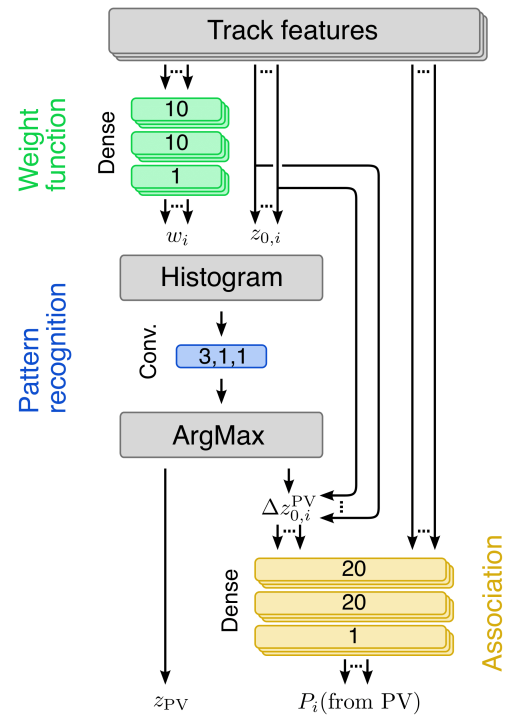 Track features
...
...
...
Weight
function
Dense
10
10
1
...
...
w_i
z_{0,i}
Histogram
Pattern
recognition
Conv.
3,1,1
ArgMax
Δz_{0,i}^{PV}
...
...
...
Association
Dense
20
20
1
...
z_{PV}
P_i(from PV)